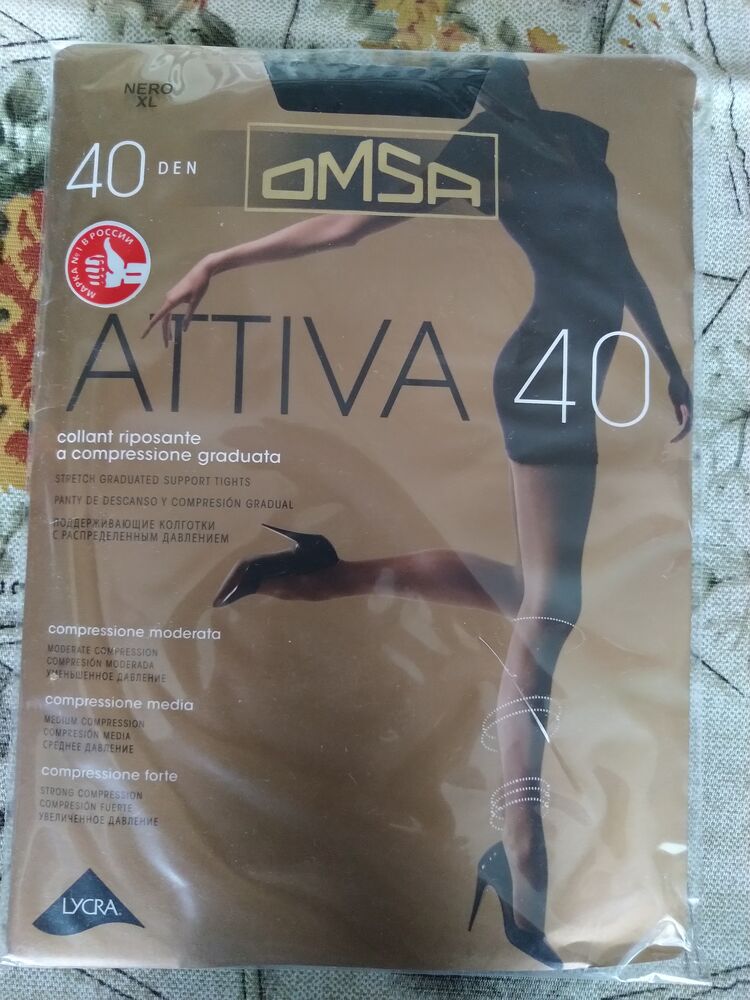 NERO
XL
40 DEN
OMSA
МАРКА №1 В РОССИИ
ATTIVA 40
collant riposante
a compressione graduata
STRETCH GRADUATED SUPPORT TIGHTS
PANTY DE DESCANSO Y COMPRESIÓN GRADUAL
ПОДДЕРЖИВАЮЩИЕ КОЛГОТКИ
С РАСПРЕДЕЛЕННЫМ ДАВЛЕНИЕМ
compressione moderata
MODERATE COMPRESSION
COMPRESIÓN MODERADA
УМЕНЬШЕННОЕ ДАВЛЕНИЕ
compressione media
MEDIUM COMPRESSION
COMPRESIÓN MEDIA
СРЕДНЕЕ ДАВЛЕНИЕ
compressione forte
STRONG COMPRESSION
COMPRESIÓN FUERTE
УВЕЛИЧЕННОЕ ДАВЛЕНИЕ
LYCRA®